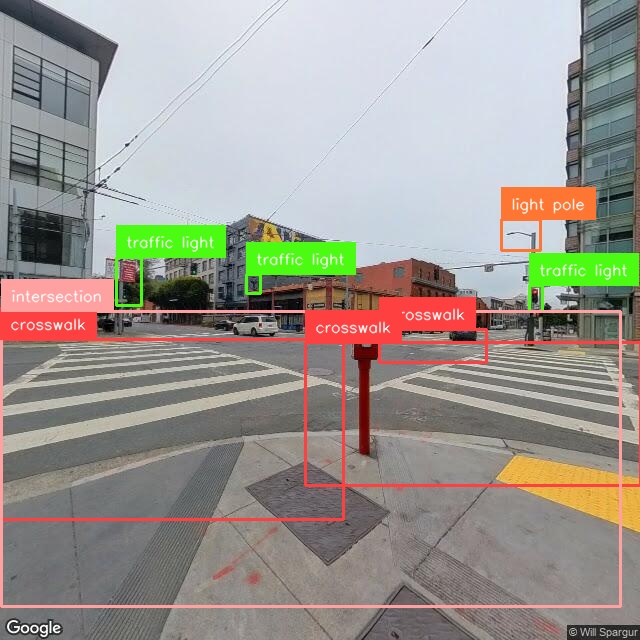 light pole
traffic light
traffic light
traffic light
intersection
crosswalk
crosswalk
rosswalk
Google
© Will Spargur